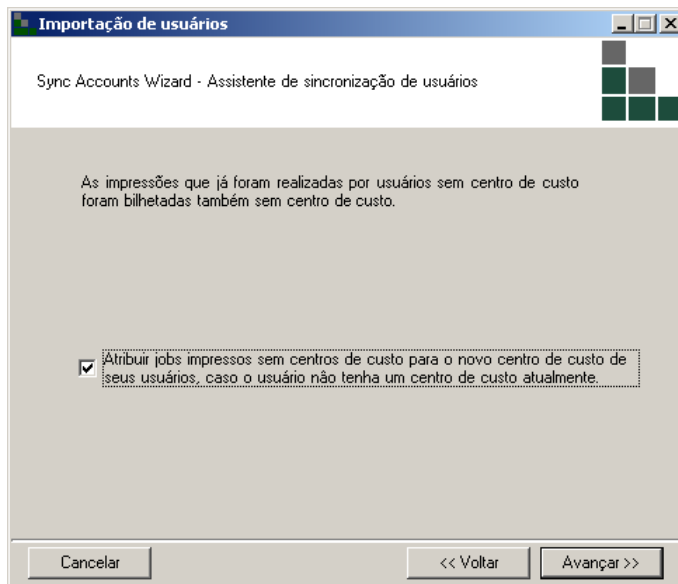 Importação de usuários
Sync Accounts Wizard - Assistente de sincronização de usuários
As impressões que já foram realizadas por usuários sem centro de custo
foram bilhetadas também sem centro de custo.
Atribuir jobs impressos sem centros de custo para o novo centro de custo de
seus usuários, caso o usuário nâo tenha um centro de custo atualmente.
Cancelar
<< Voltar
Avançar >>